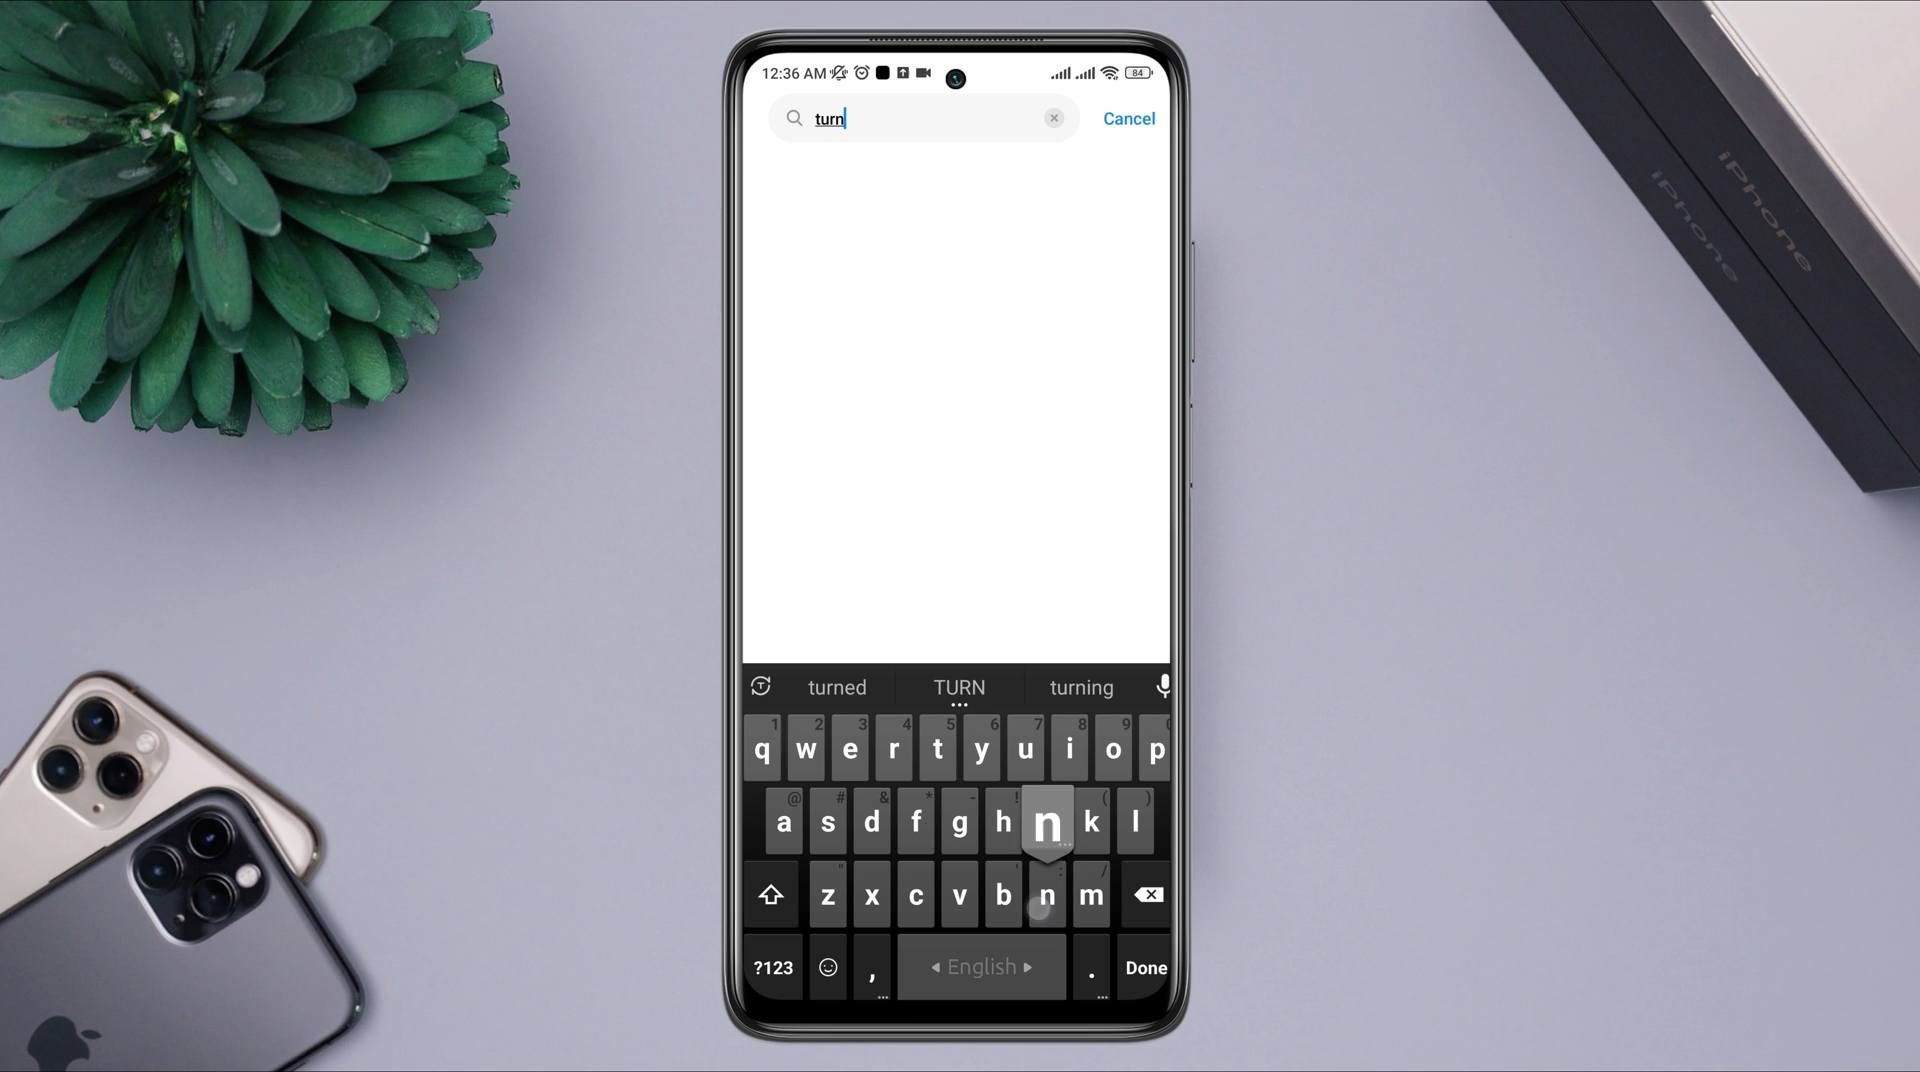 12:36 AM
84
turn
Cancel
iPhone
iPhone
turned TURN turning
1 2 3 4 5 6 7 8 9 0
q w e r t y u i o p
@ # & * - ! ( )
a s d f g h n k l
" ' : /
z x c v b n m
?123 , English . Done